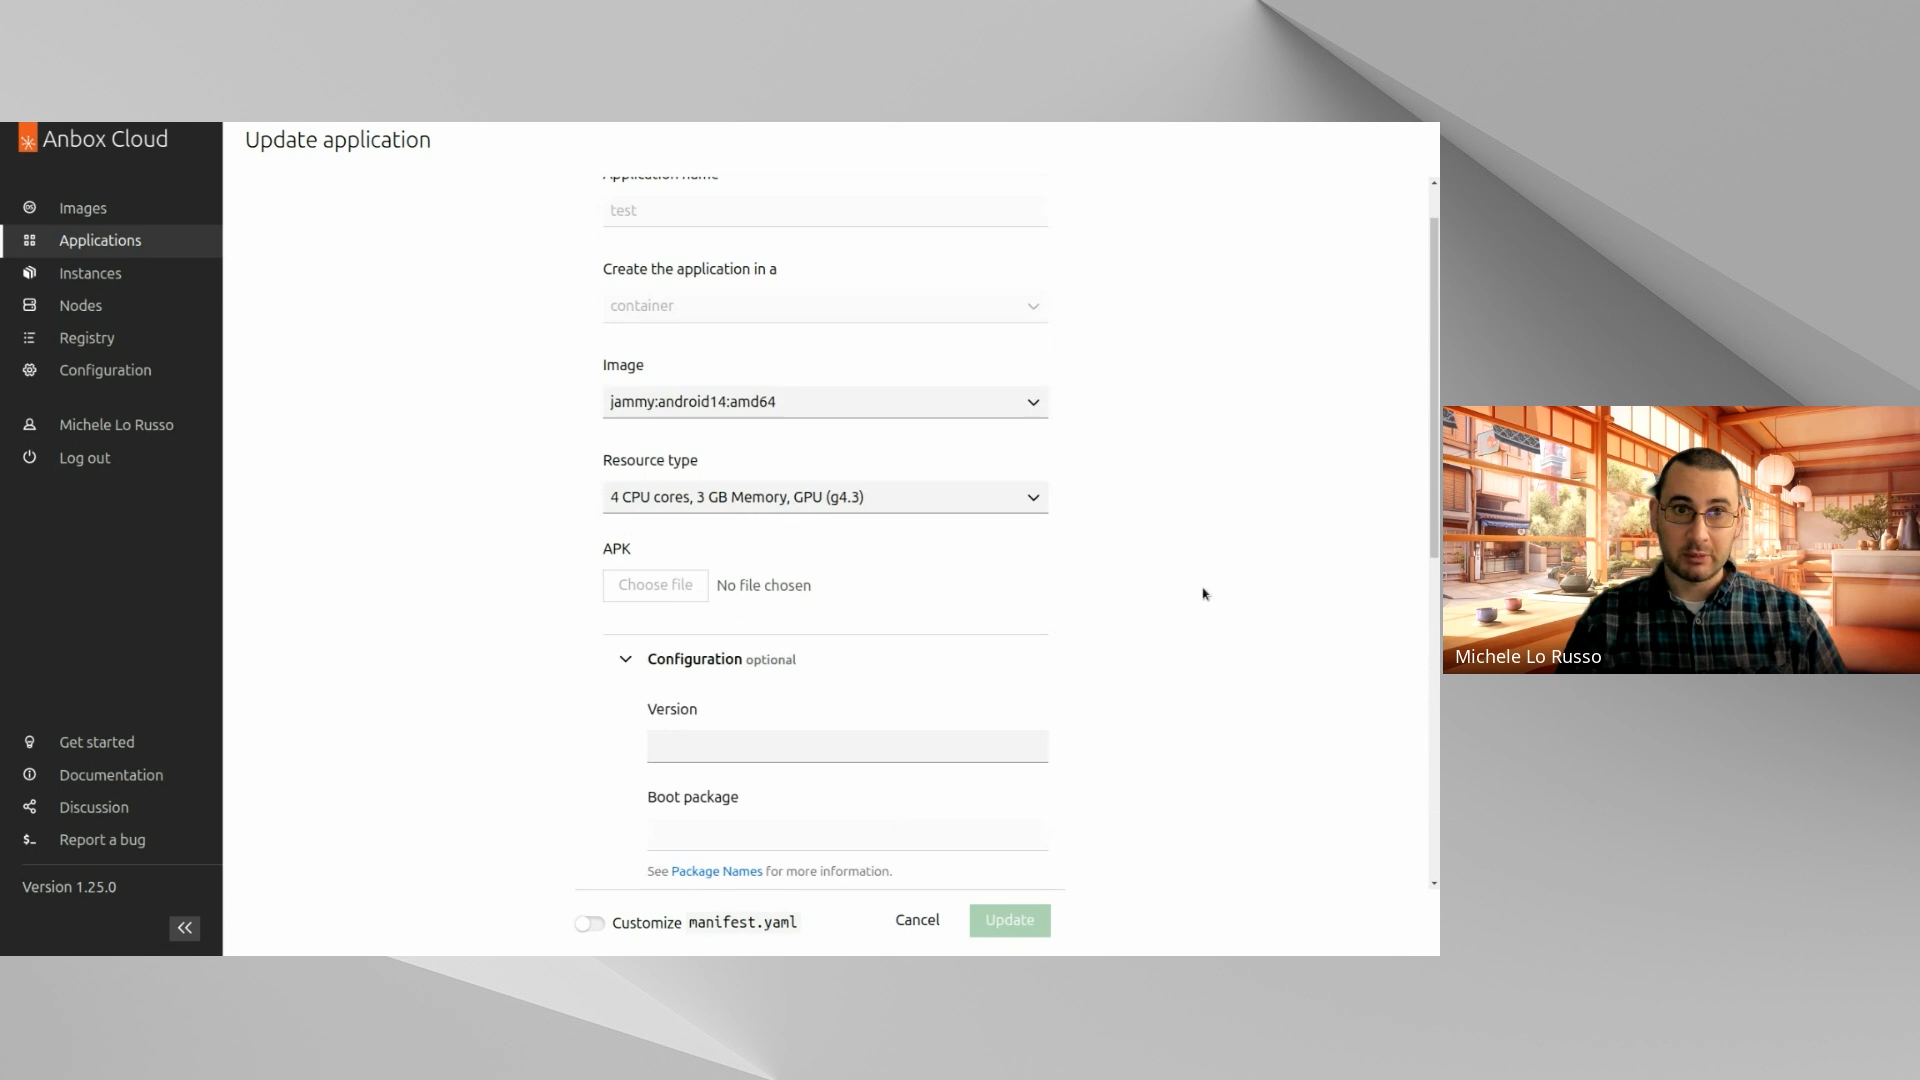 Anbox Cloud
Images
Applications
Instances
Nodes
Registry
Configuration
Michele Lo Russo
Log out
Get started
Documentation
Discussion
Report a bug
Version 1.25.0
Update application
Application name
test
Create the application in a
container
Image
jammy:android14:amd64
Resource type
4 CPU cores, 3 GB Memory, GPU (g4.3)
APK
Choose file No file chosen
Configuration optional
Version
Boot package
See Package Names for more information.
Customize manifest.yaml
Cancel
Update
Michele Lo Russo